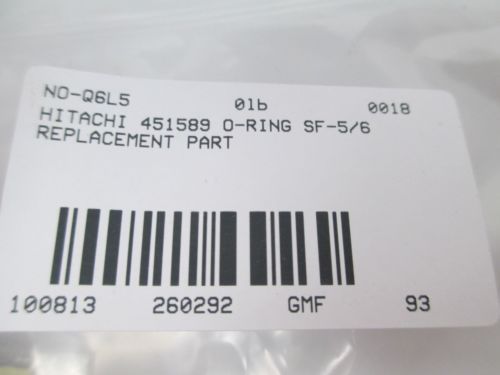 NO-Q6L5 01b 0018
HITACHI 451589 O-RING SF-5/6
REPLACEMENT PART
100813 260292 GMF 93